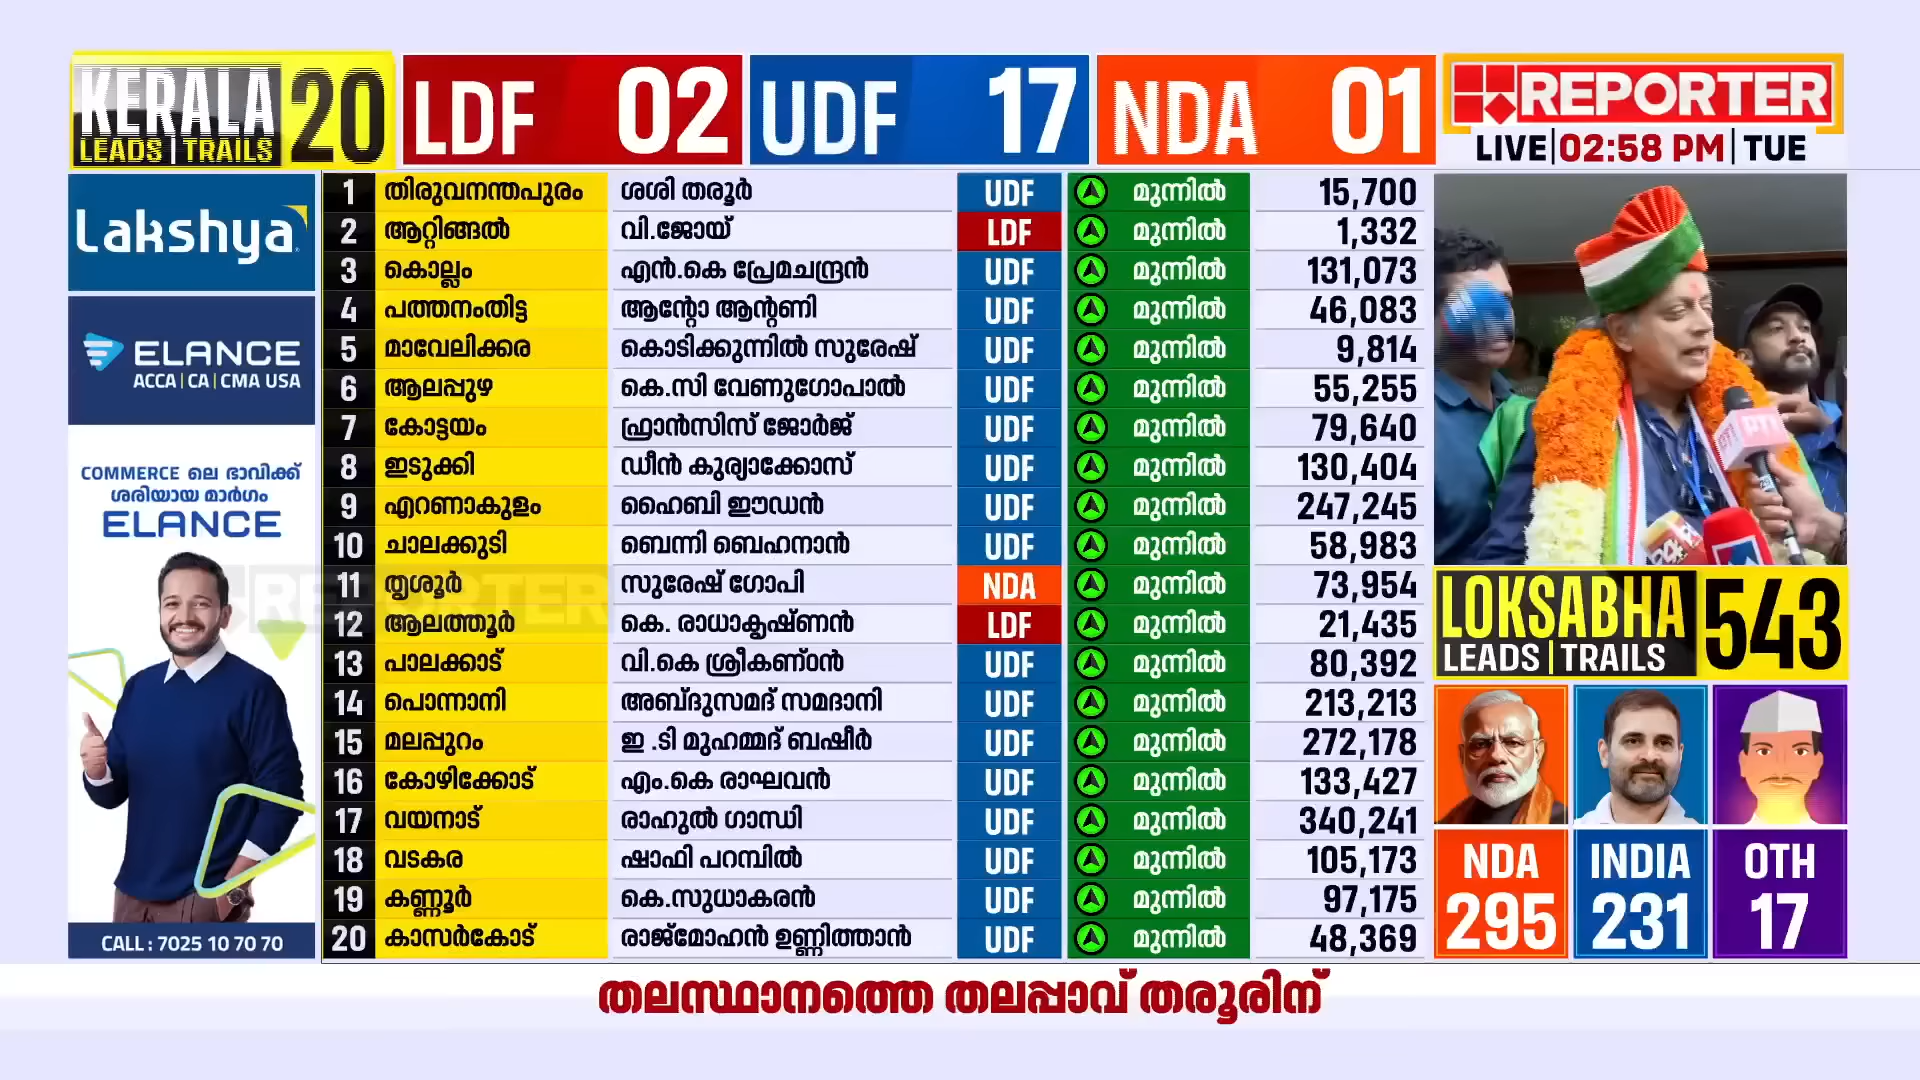 KERALA 20
LEADS | TRAILS
LDF 02
UDF 17
NDA 01
REPORTER
LIVE | 02:58 PM | TUE
Lakshya
ELANCE
ACCA | CA | CMA USA
COMMERCE ലെ ഭാവിക്ക്
ശരിയായ മാർഗം
ELANCE
CALL : 7025 10 70 70
1 തിരുവനന്തപുരം ശശി തരൂർ UDF മുന്നിൽ 15,700
2 ആറ്റിങ്ങൽ വി.ജോയ് LDF മുന്നിൽ 1,332
3 കൊല്ലം എൻ.കെ പ്രേമചന്ദ്രൻ UDF മുന്നിൽ 131,073
4 പത്തനംതിട്ട ആന്റോ ആന്റണി UDF മുന്നിൽ 46,083
5 മാവേലിക്കര കൊടിക്കുന്നിൽ സുരേഷ് UDF മുന്നിൽ 9,814
6 ആലപ്പുഴ കെ.സി വേണുഗോപാൽ UDF മുന്നിൽ 55,255
7 കോട്ടയം ഫ്രാൻസിസ് ജോർജ് UDF മുന്നിൽ 79,640
8 ഇടുക്കി ഡീൻ കുര്യാക്കോസ് UDF മുന്നിൽ 130,404
9 എറണാകുളം ഹൈബി ഈഡൻ UDF മുന്നിൽ 247,245
10 ചാലക്കുടി ബെന്നി ബെഹനാൻ UDF മുന്നിൽ 58,983
11 തൃശൂർ സുരേഷ് ഗോപി NDA മുന്നിൽ 73,954
12 ആലത്തൂർ കെ. രാധാകൃഷ്ണൻ LDF മുന്നിൽ 21,435
13 പാലക്കാട് വി.കെ ശ്രീകണ്ഠൻ UDF മുന്നിൽ 80,392
14 പൊന്നാനി അബ്ദുസമദ് സമദാനി UDF മുന്നിൽ 213,213
15 മലപ്പുറം ഇ .ടി മുഹമ്മദ് ബഷീർ UDF മുന്നിൽ 272,178
16 കോഴിക്കോട് എം.കെ രാഘവൻ UDF മുന്നിൽ 133,427
17 വയനാട് രാഹുൽ ഗാന്ധി UDF മുന്നിൽ 340,241
18 വടകര ഷാഫി പറമ്പിൽ UDF മുന്നിൽ 105,173
19 കണ്ണൂർ കെ.സുധാകരൻ UDF മുന്നിൽ 97,175
20 കാസർകോട് രാജ്മോഹൻ ഉണ്ണിത്താൻ UDF മുന്നിൽ 48,369
REPORTER
LOKSABHA 543
LEADS | TRAILS
NDA 295
INDIA 231
OTH 17
തലസ്ഥാനത്തെ തലപ്പാവ് തരൂരിന്